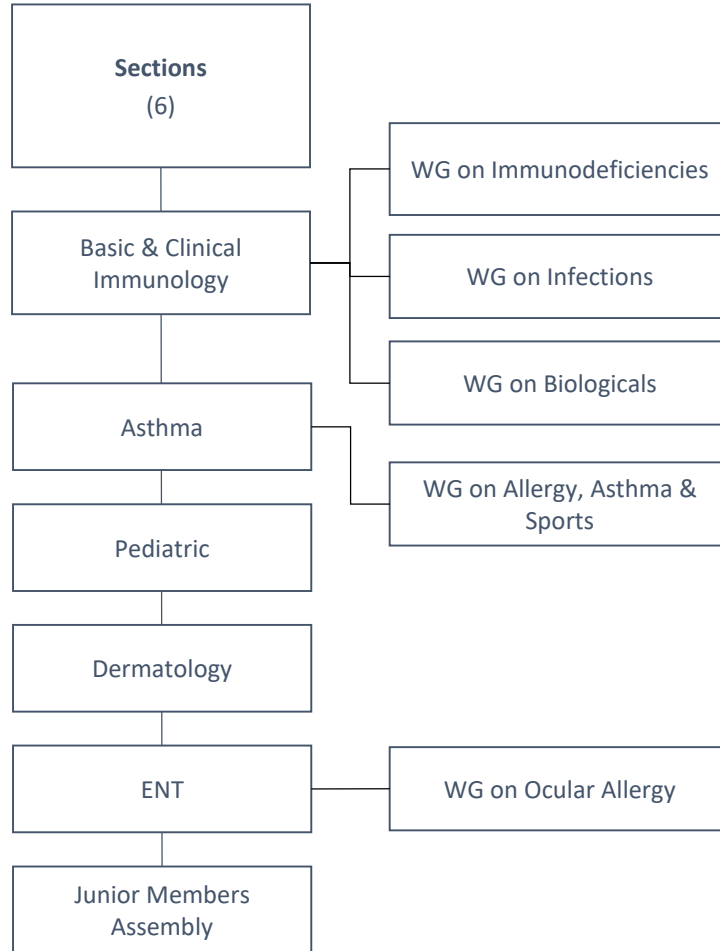 Sections
(6)
Basic & Clinical
Immunology
WG on Immunodeficiencies
WG on Infections
WG on Biologicals
Asthma
WG on Allergy, Asthma &
Sports
Pediatric
Dermatology
ENT
WG on Ocular Allergy
Junior Members
Assembly